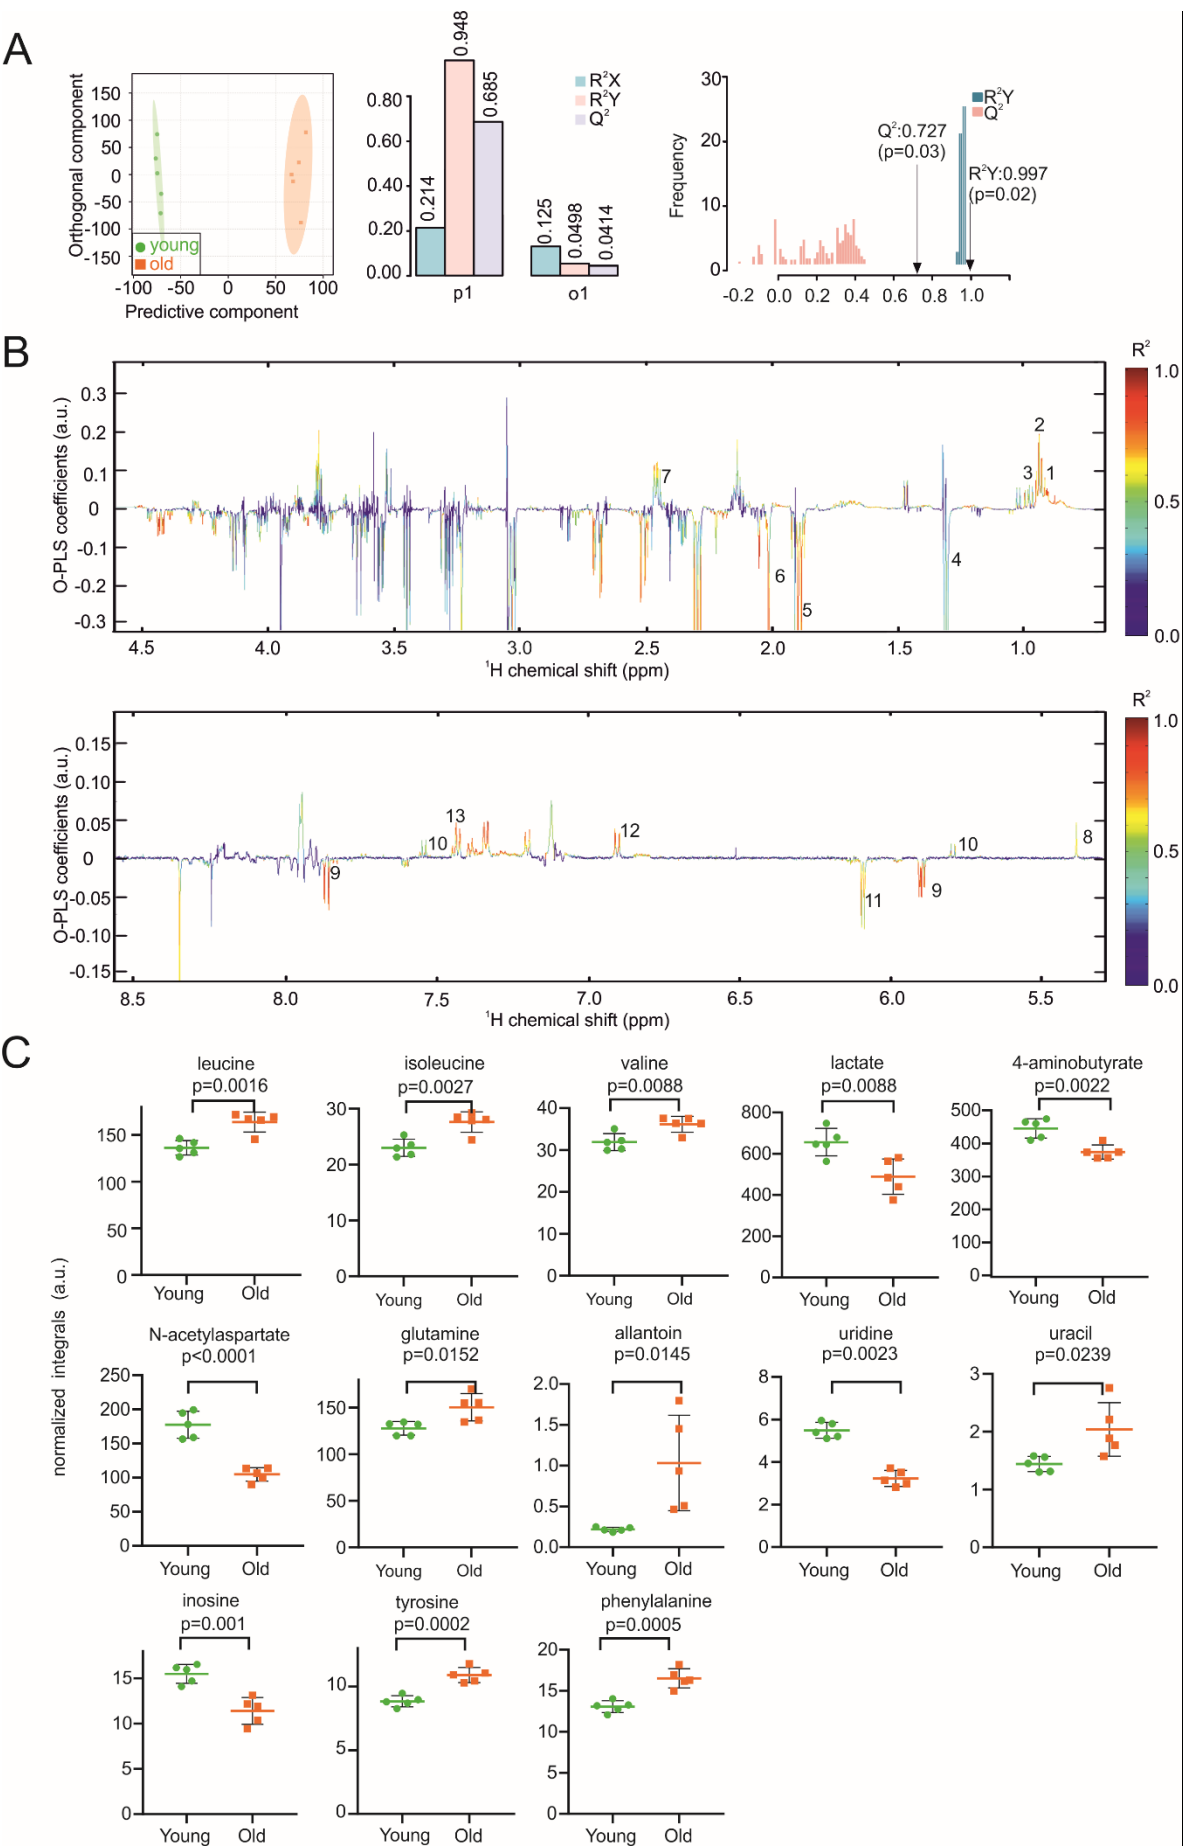 A
Orthogonal component
150
100
50
0
-50
-100
-150
young
old
-100 -50 0 50 100
Predictive component
0.80
0.60
0.40
0.20
0.00
0.214
0.948
0.685
0.125
0.0498
0.0414
p1 o1
R²X
R²Y
Q²
Frequency
30
20
10
0
R²Y
Q²
Q²:0.727
(p=0.03)
R²Y:0.997
(p=0.02)
-0.2 0.0 0.2 0.4 0.6 0.8 1.0
B
O-PLS coefficients (a.u.)
0.3
0.2
0.1
0
-0.1
-0.2
-0.3
7
2
3 1
4
6
5
4.5 4.0 3.5 3.0 2.5 2.0 1.5 1.0
¹H chemical shift (ppm)
R²
1.0
0.5
0.0
O-PLS coefficients (a.u.)
0.15
0.10
0.05
0
-0.05
-0.10
-0.15
13
10
12
10
8
9
11
9
8.5 8.0 7.5 7.0 6.5 6.0 5.5
¹H chemical shift (ppm)
R²
1.0
0.5
0.0
C
normalized integrals (a.u.)
leucine
p=0.0016
150
100
50
0
Young Old
isoleucine
p=0.0027
30
20
10
0
Young Old
valine
p=0.0088
40
30
20
10
0
Young Old
lactate
p=0.0088
800
600
400
200
0
Young Old
4-aminobutyrate
p=0.0022
500
400
300
200
100
0
Young Old
N-acetylaspartate
p<0.0001
250
200
150
100
50
0
Young Old
glutamine
p=0.0152
150
100
50
0
Young Old
allantoin
p=0.0145
2.0
1.5
1.0
0.5
0.0
Young Old
uridine
p=0.0023
8
6
4
2
0
Young Old
uracil
p=0.0239
3
2
1
0
Young Old
inosine
p=0.001
15
10
5
0
Young Old
tyrosine
p=0.0002
10
5
0
Young Old
phenylalanine
p=0.0005
20
15
10
5
0
Young Old